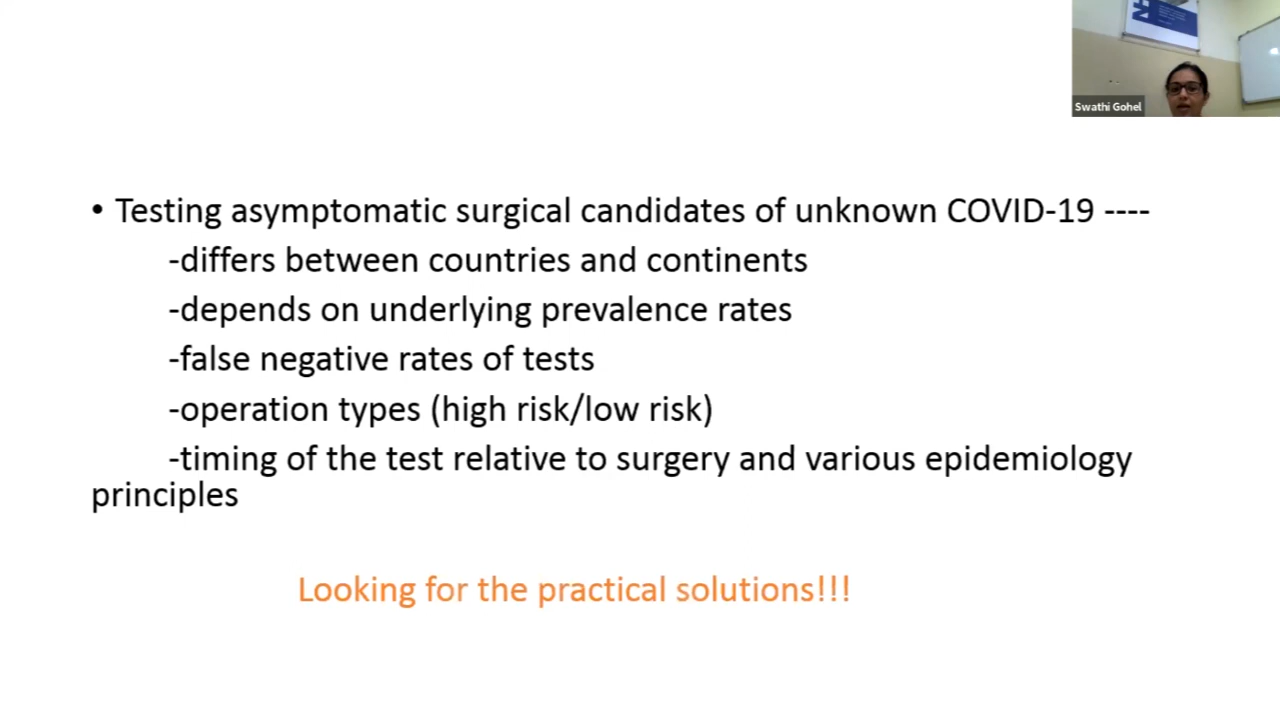 Swathi Gohel
• Testing asymptomatic surgical candidates of unknown COVID-19 ----
-differs between countries and continents
-depends on underlying prevalence rates
-false negative rates of tests
-operation types (high risk/low risk)
-timing of the test relative to surgery and various epidemiology
principles
Looking for the practical solutions!!!